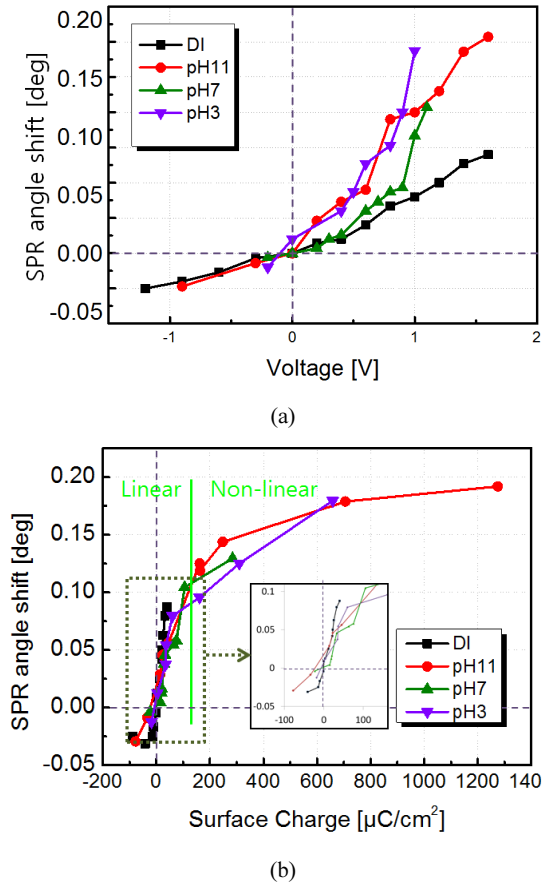 0.20
0.15
0.10
0.05
0.00
-0.05
SPR angle shift [deg]
DI
pH11
pH7
pH3
-1 0 1 2
Voltage [V]
(a)
0.20
0.15
0.10
0.05
0.00
-0.05
SPR angle shift [deg]
Linear Non-linear
0.1
0.05
0
-0.05
-100 0 100
DI
pH11
pH7
pH3
-200 0 200 400 600 800 1000 1200 140
Surface Charge [µC/cm²]
(b)